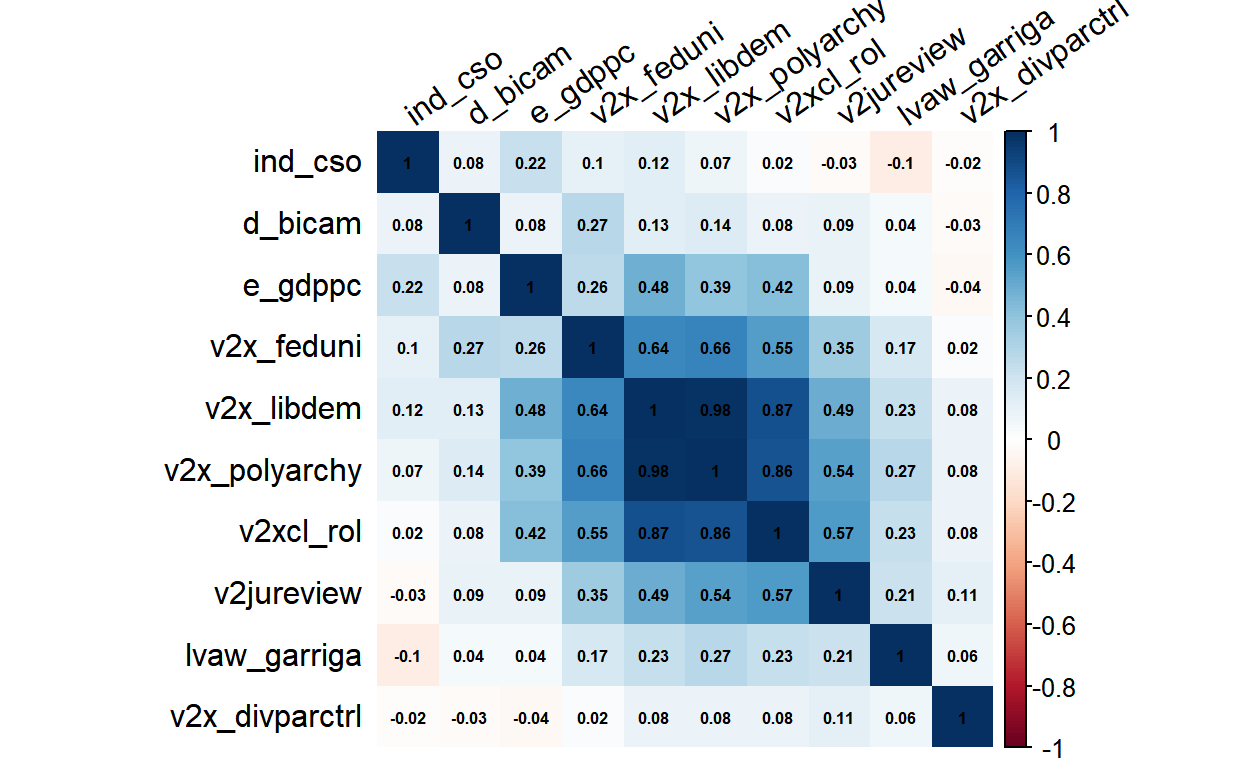 ind_cso d_bicam e_gdppc v2x_feduni v2x_libdem v2x_polyarchy v2xcl_rol v2jureview lvaw_garriga v2x_divparctrl
ind_cso 1 0.08 0.22 0.1 0.12 0.07 0.02 -0.03 -0.1 -0.02
d_bicam 0.08 1 0.08 0.27 0.13 0.14 0.08 0.09 0.04 -0.03
e_gdppc 0.22 0.08 1 0.26 0.48 0.39 0.42 0.09 0.04 -0.04
v2x_feduni 0.1 0.27 0.26 1 0.64 0.66 0.55 0.35 0.17 0.02
v2x_libdem 0.12 0.13 0.48 0.64 1 0.98 0.87 0.49 0.23 0.08
v2x_polyarchy 0.07 0.14 0.39 0.66 0.98 1 0.86 0.54 0.27 0.08
v2xcl_rol 0.02 0.08 0.42 0.55 0.87 0.86 1 0.57 0.23 0.08
v2jureview -0.03 0.09 0.09 0.35 0.49 0.54 0.57 1 0.21 0.11
lvaw_garriga -0.1 0.04 0.04 0.17 0.23 0.27 0.23 0.21 1 0.06
v2x_divparctrl -0.02 -0.03 -0.04 0.02 0.08 0.08 0.08 0.11 0.06 1
1
0.8
0.6
0.4
0.2
0
-0.2
-0.4
-0.6
-0.8
-1